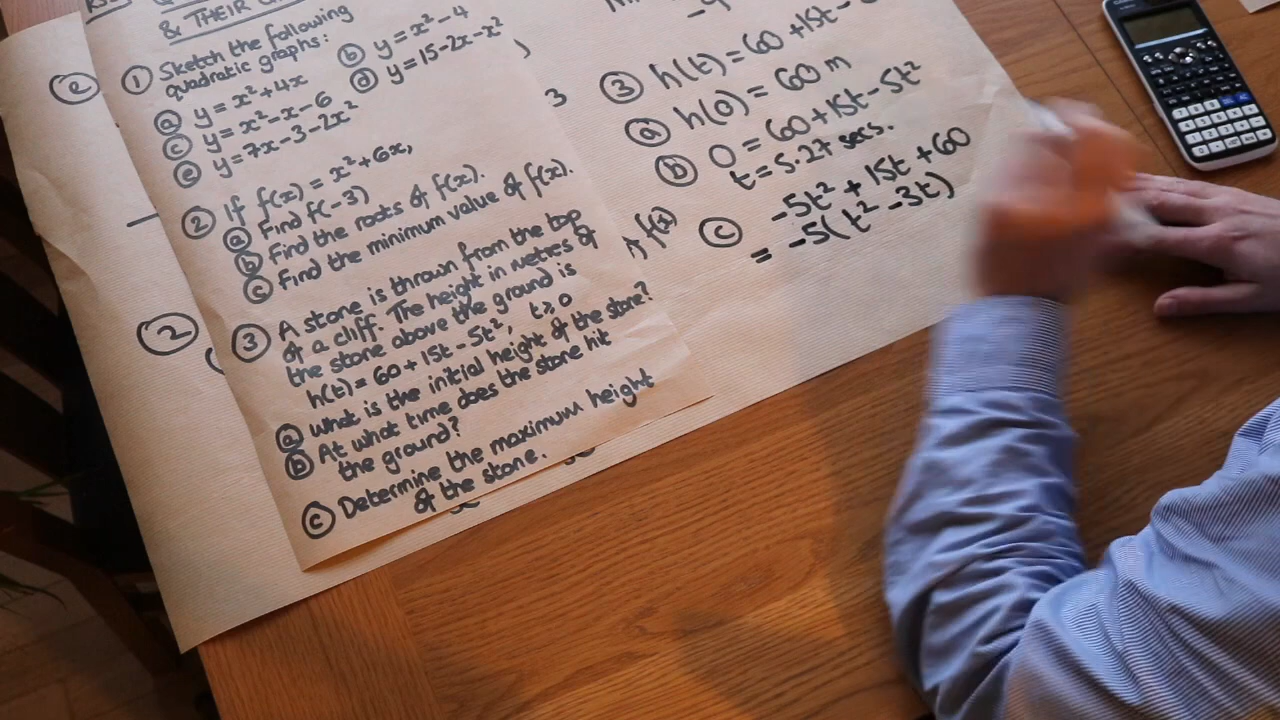 & THEIR
① Sketch the following
quadratic graphs:
ⓐ y = x² + 4x
ⓑ y = x² - 4
ⓒ y = x² - x - 6
ⓓ y = 15 - 2x - x²
ⓔ y = 7x - 3 - 2x²
② If f(x) = x² + 6x,
ⓐ Find f(-3)
ⓑ Find the roots of f(x).
ⓒ Find the minimum value of f(x).
③ A stone is thrown from the top
of a cliff. The height in metres of
the stone above the ground is
h(t) = 60 + 15t - 5t², t ≥ 0
ⓐ What is the initial height of the stone?
ⓑ At what time does the stone hit
the ground?
ⓒ Determine the maximum height
of the stone.
②
②
3
f(x)
-9
③ h(t) = 60 + 15t -
ⓐ h(0) = 60 m
ⓑ 0 = 60 + 15t - 5t²
t = 5.27 secs.
ⓒ -5t² + 15t + 60
= -5(t² - 3t)